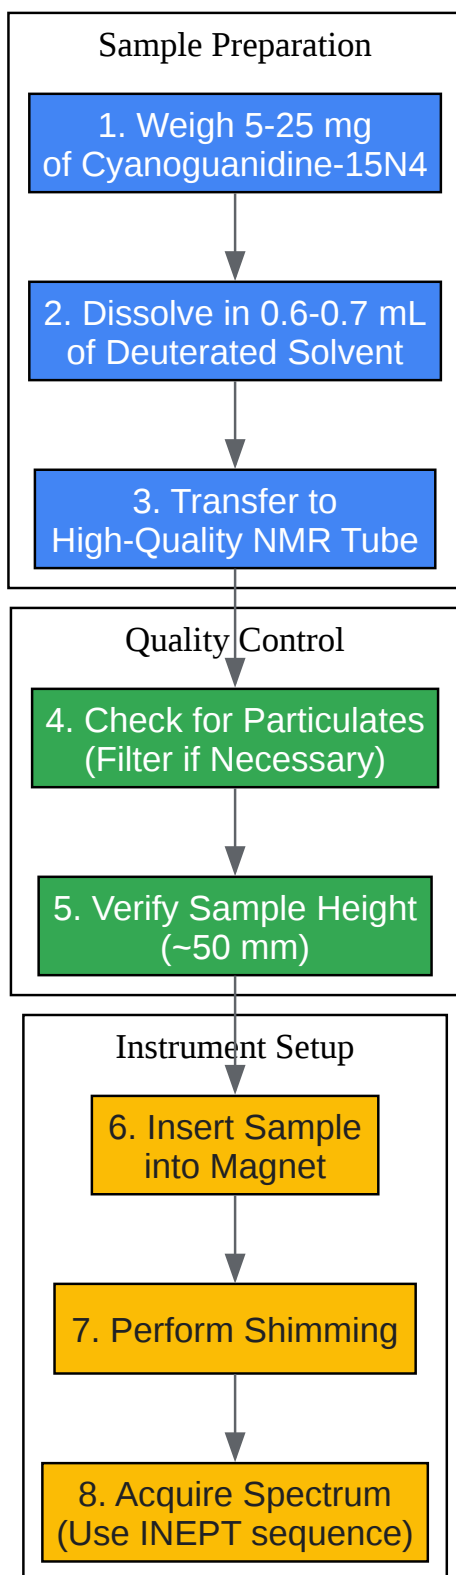 Sample Preparation
1. Weigh 5-25 mg
of Cyanoguanidine-15N4
2. Dissolve in 0.6-0.7 mL
of Deuterated Solvent
3. Transfer to
High-Quality NMR Tube
Quality Control
4. Check for Particulates
(Filter if Necessary)
5. Verify Sample Height
(~50 mm)
Instrument Setup
6. Insert Sample
into Magnet
7. Perform Shimming
8. Acquire Spectrum
(Use INEPT sequence)